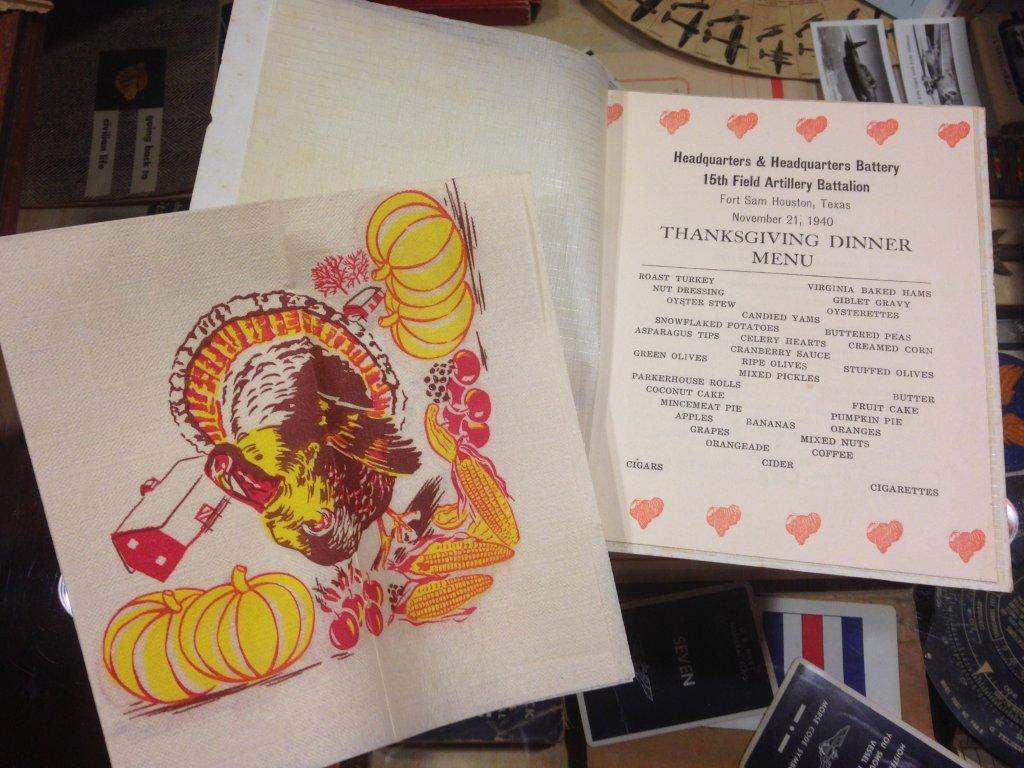 going back to
civilian life
Headquarters & Headquarters Battery
15th Field Artillery Battalion
Fort Sam Houston, Texas
November 21, 1940
THANKSGIVING DINNER
MENU
ROAST TURKEY VIRGINIA BAKED HAMS
NUT DRESSING GIBLET GRAVY
OYSTER STEW OYSTERETTES
CANDIED YAMS
SNOWFLAKED POTATOES BUTTERED PEAS
ASPARAGUS TIPS CELERY HEARTS CREAMED CORN
CRANBERRY SAUCE
GREEN OLIVES RIPE OLIVES STUFFED OLIVES
MIXED PICKLES
PARKERHOUSE ROLLS BUTTER
COCONUT CAKE FRUIT CAKE
MINCEMEAT PIE PUMPKIN PIE
APPLES BANANAS ORANGES
GRAPES MIXED NUTS
ORANGEADE COFFEE
CIGARS CIDER CIGARETTES
SEVEN
MORSE CODE
YOU
VESSEL